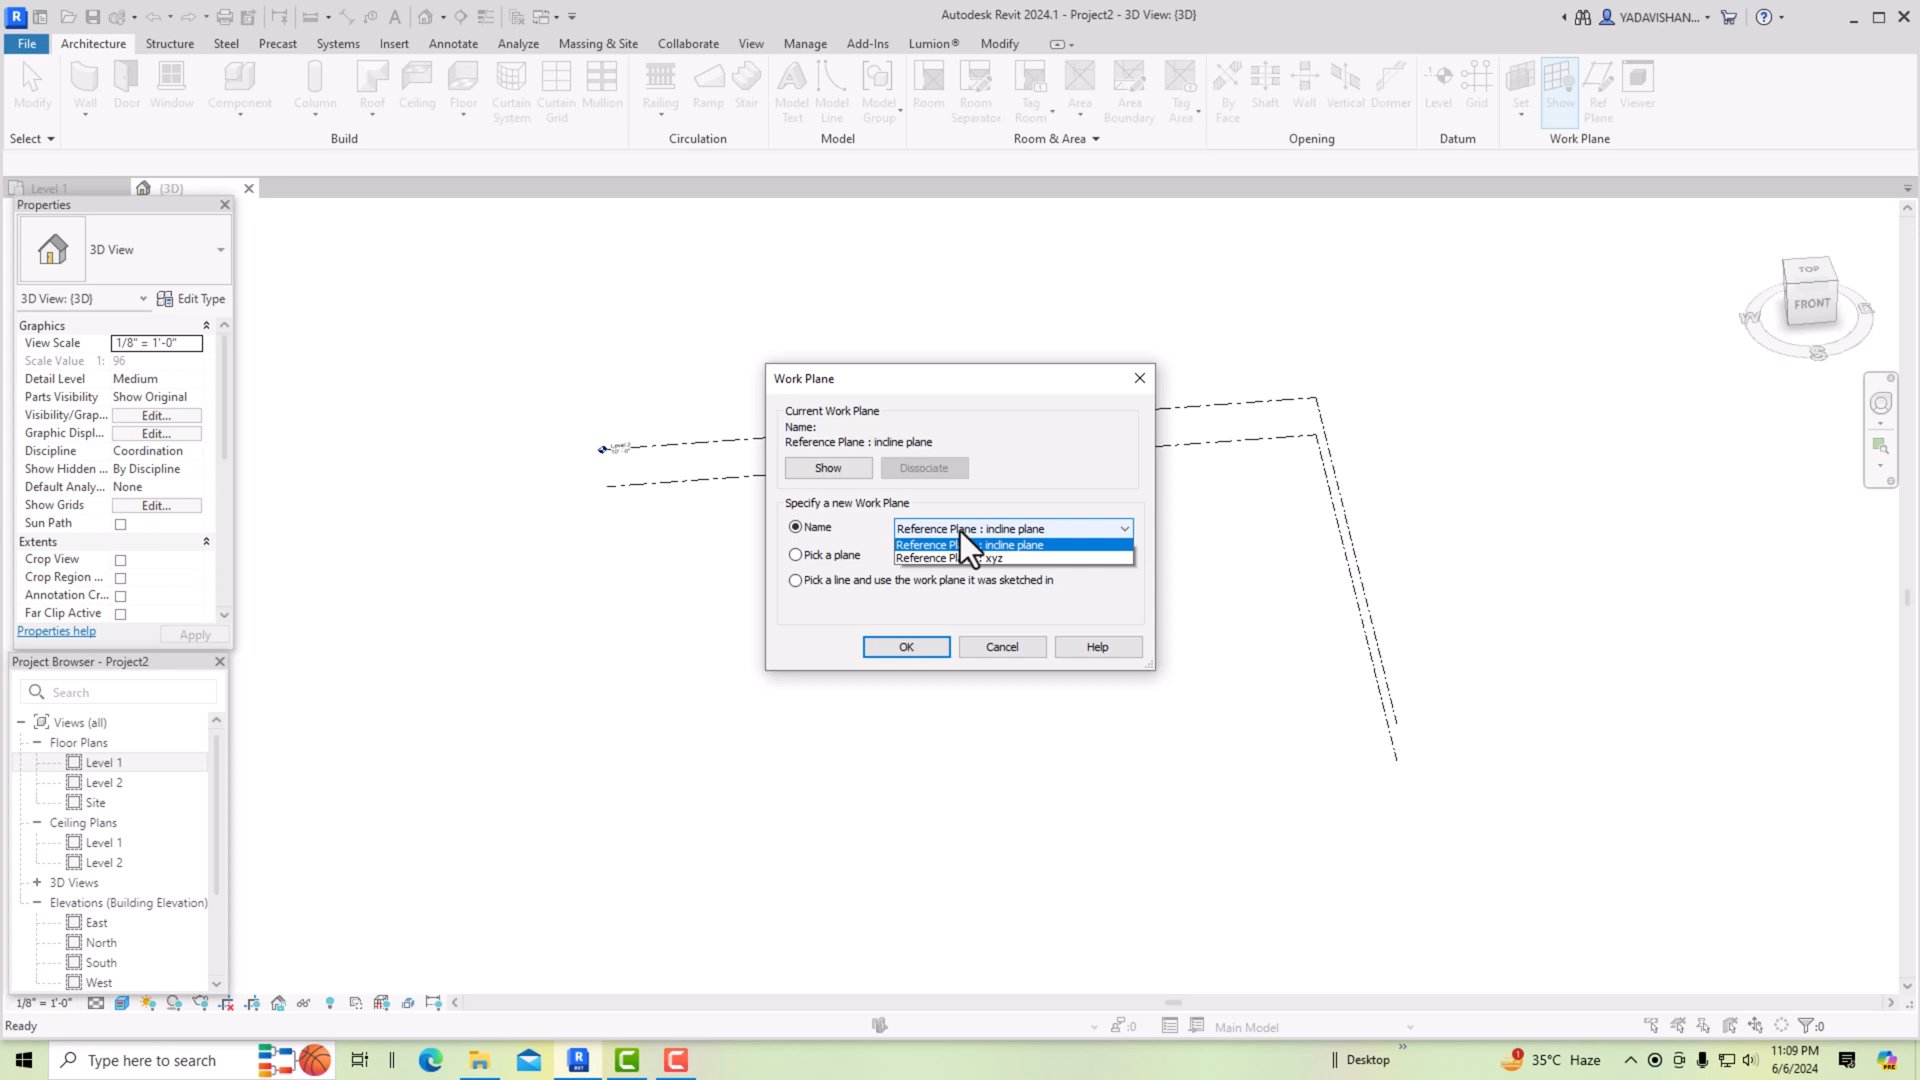 Autodesk Revit 2024.1 - Project2 - 3D View: {3D}
YADAVISHAN...
File Architecture Structure Steel Precast Systems Insert Annotate Analyze Massing & Site Collaborate View Manage Add-Ins Lumion® Modify
Modify Wall Door Window Component Column Roof Ceiling Floor Curtain System Curtain Grid Mullion Railing Ramp Stair Model Text Model Line Model Group Room Room Separator Tag Room Area Area Boundary Tag Area By Face Shaft Wall Vertical Dormer Level Grid Set Show Ref Plane Viewer
Select Build Circulation Model Room & Area Opening Datum Work Plane
Level 1 {3D}
Properties
3D View
3D View: {3D} Edit Type
Graphics
View Scale 1/8" = 1'-0"
Scale Value 1: 96
Detail Level Medium
Parts Visibility Show Original
Visibility/Grap... Edit...
Graphic Displ... Edit...
Discipline Coordination
Show Hidden ... By Discipline
Default Analy... None
Show Grids Edit...
Sun Path
Extents
Crop View
Crop Region ...
Annotation Cr...
Far Clip Active
Properties help Apply
Project Browser - Project2
Search
Views (all)
Floor Plans
Level 1
Level 2
Site
Ceiling Plans
Level 1
Level 2
3D Views
Elevations (Building Elevation)
East
North
South
West
Level 2
TOP
FRONT
W
S
E
Work Plane
Current Work Plane
Name:
Reference Plane : incline plane
Show Dissociate
Specify a new Work Plane
Name Reference Plane : incline plane
Reference Pl incline plane
Pick a plane Reference Pl xyz
Pick a line and use the work plane it was sketched in
OK Cancel Help
1/8" = 1'-0"
Ready :0 Main Model :0
Type here to search Desktop 35°C Haze 11:09 PM
6/6/2024